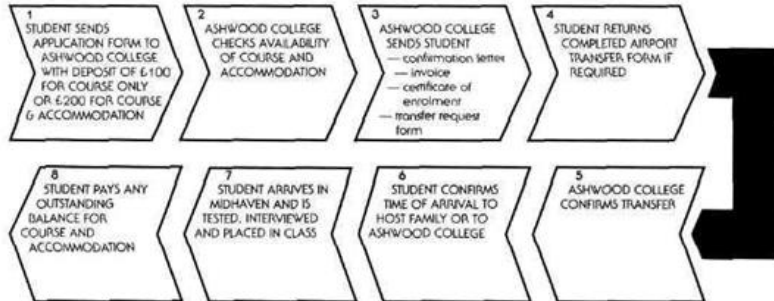 1
STUDENT SENDS
APPLICATION FORM TO
ASHWOOD COLLEGE
WITH DEPOSIT OF £100
FOR COURSE ONLY
OR £200 FOR COURSE
& ACCOMMODATION
2
ASHWOOD COLLEGE
CHECKS AVAILABILITY
OF COURSE AND
ACCOMMODATION
3
ASHWOOD COLLEGE
SENDS STUDENT
— confirmation letter
— invoice
— certificate of
enrolment
— transfer request
form
4
STUDENT RETURNS
COMPLETED AIRPORT
TRANSFER FORM IF
REQUIRED
5
ASHWOOD COLLEGE
CONFIRMS TRANSFER
6
STUDENT CONFIRMS
TIME OF ARRIVAL TO
HOST FAMILY OR TO
ASHWOOD COLLEGE
7
STUDENT ARRIVES IN
MIDHAVEN AND IS
TESTED, INTERVIEWED
AND PLACED IN CLASS
8
STUDENT PAYS ANY
OUTSTANDING
BALANCE FOR
COURSE AND
ACCOMMODATION